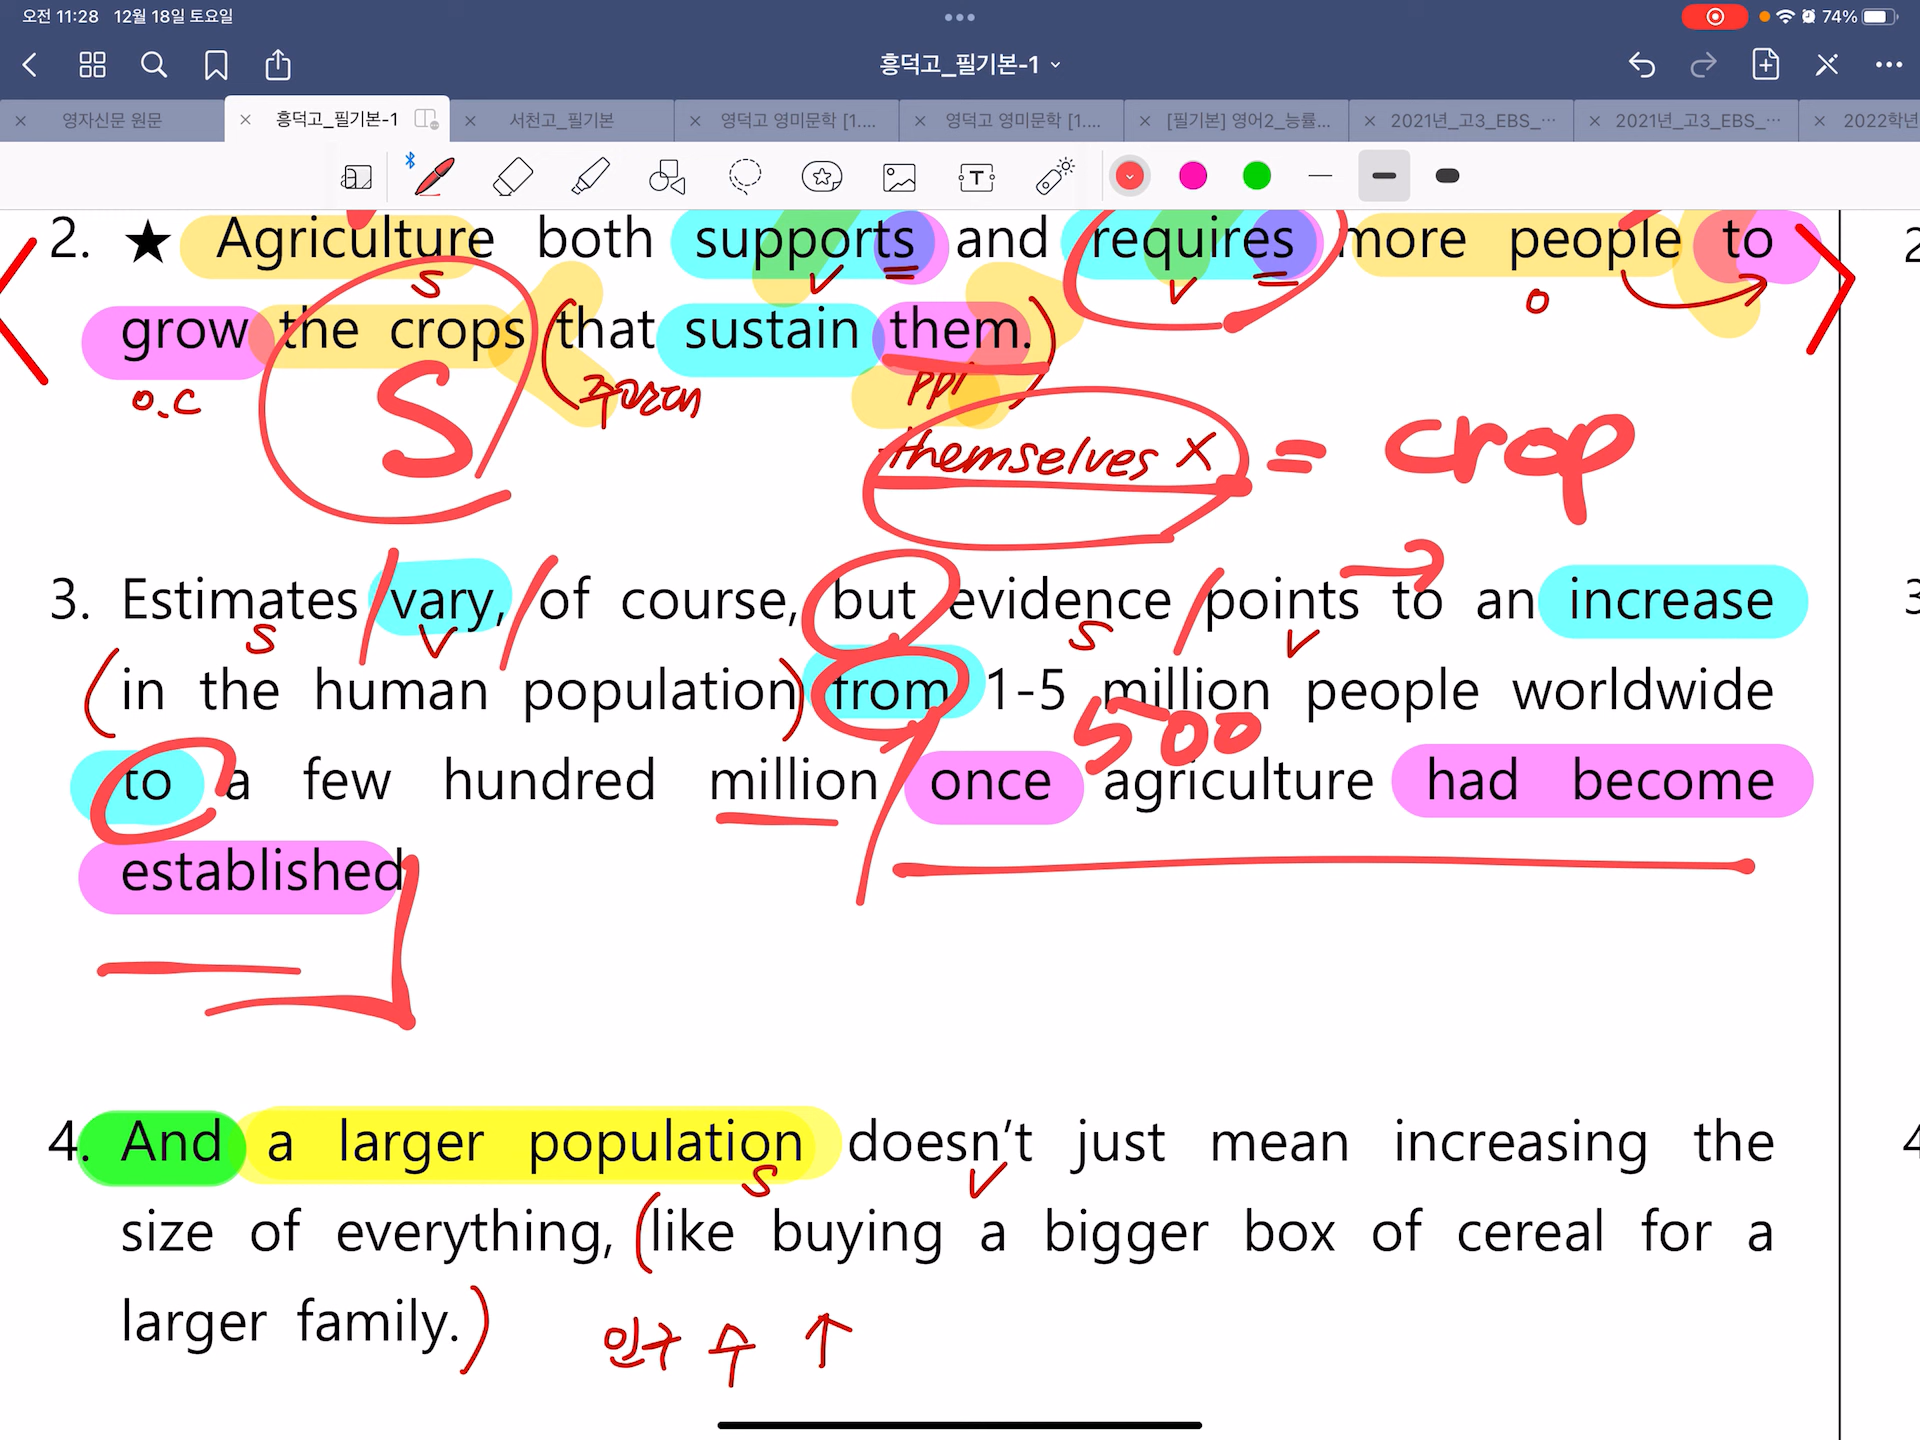 오전 11:28 12월 18일 토요일 74%
흥덕고_필기본-1
영자신문 원문 흥덕고_필기본-1 서천고_필기본 영덕고 영미문학 [1.... 영덕고 영미문학 [1.... [필기본] 영어2_능률... 2021년_고3_EBS_... 2021년_고3_EBS_... 2022학년
2. ★ Agriculture both supports and requires more people to
S V V O
grow the crops (that sustain them.)
O.C S 주관대
themselves X = crop
3. Estimates / vary, / of course, but evidence / points to an increase
S V S V
(in the human population) from 1-5 million people worldwide
500
to a few hundred million / once agriculture had become
established
4. And a larger population doesn't just mean increasing the
S V
size of everything, (like buying a bigger box of cereal for a
larger family.)
인구 수 ↑